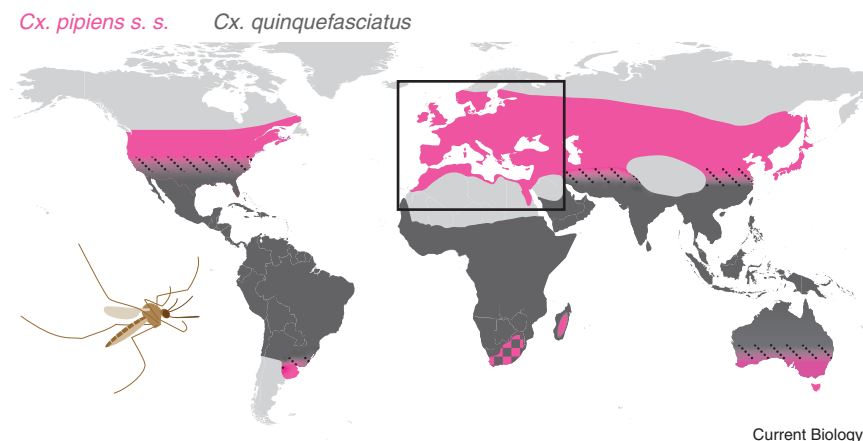 Cx. pipiens s. s. Cx. quinquefasciatus
Current Biology